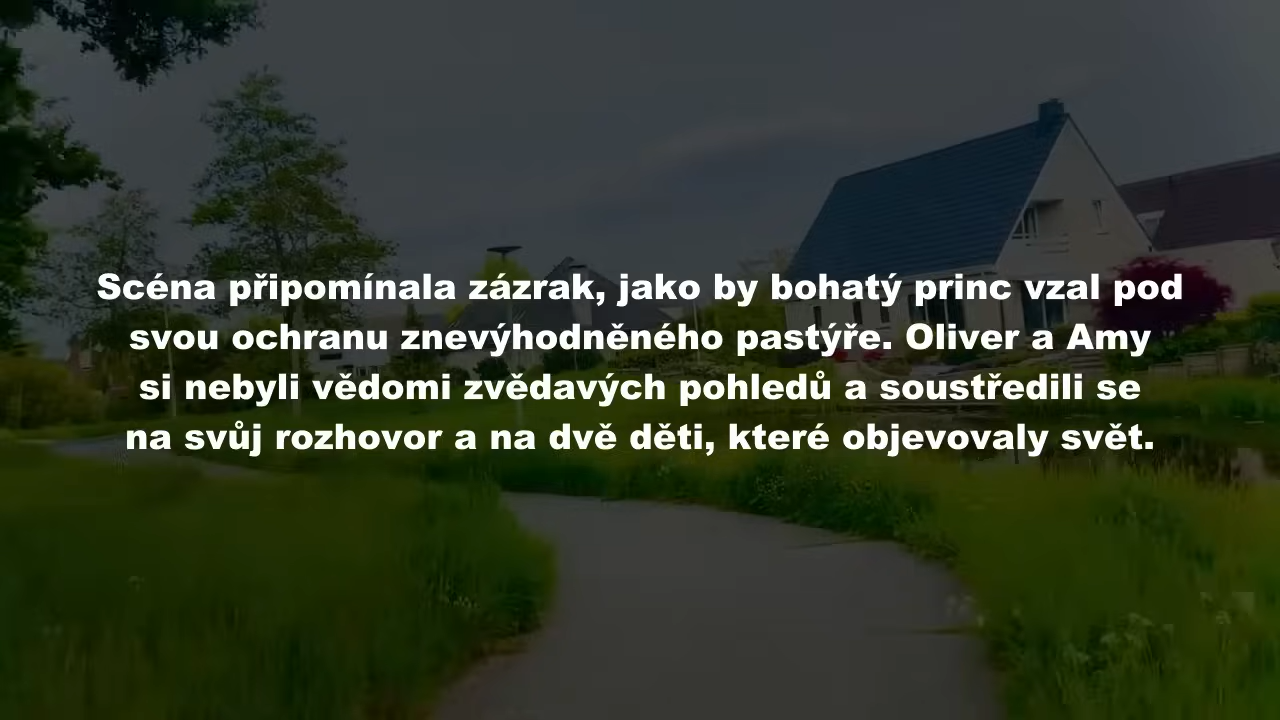 Scéna připomínala zázrak, jako by bohatý princ vzal pod
svou ochranu znevýhodněného pastýře. Oliver a Amy
si nebyli vědomi zvědavých pohledů a soustředili se
na svůj rozhovor a na dvě děti, které objevovaly svět.